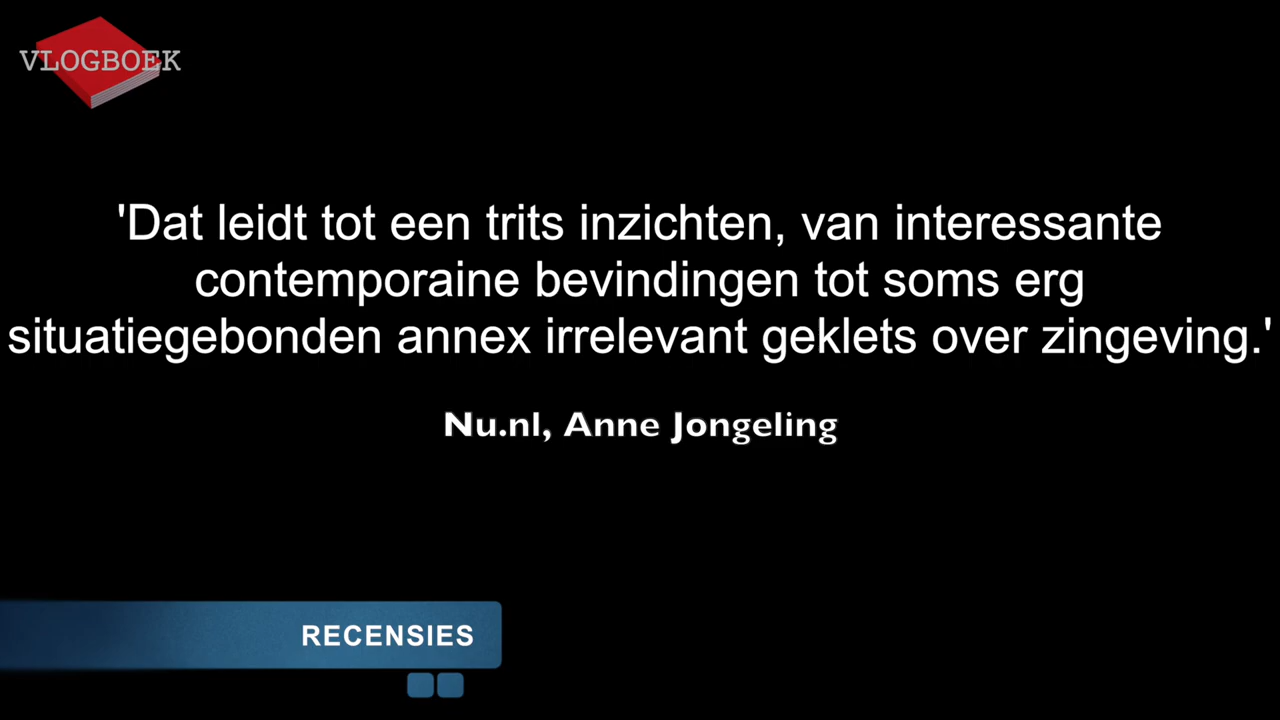 VLOGBOEK
'Dat leidt tot een trits inzichten, van interessante
contemporaine bevindingen tot soms erg
situatiegebonden annex irrelevant geklets over zingeving.'
Nu.nl, Anne Jongeling
RECENSIES